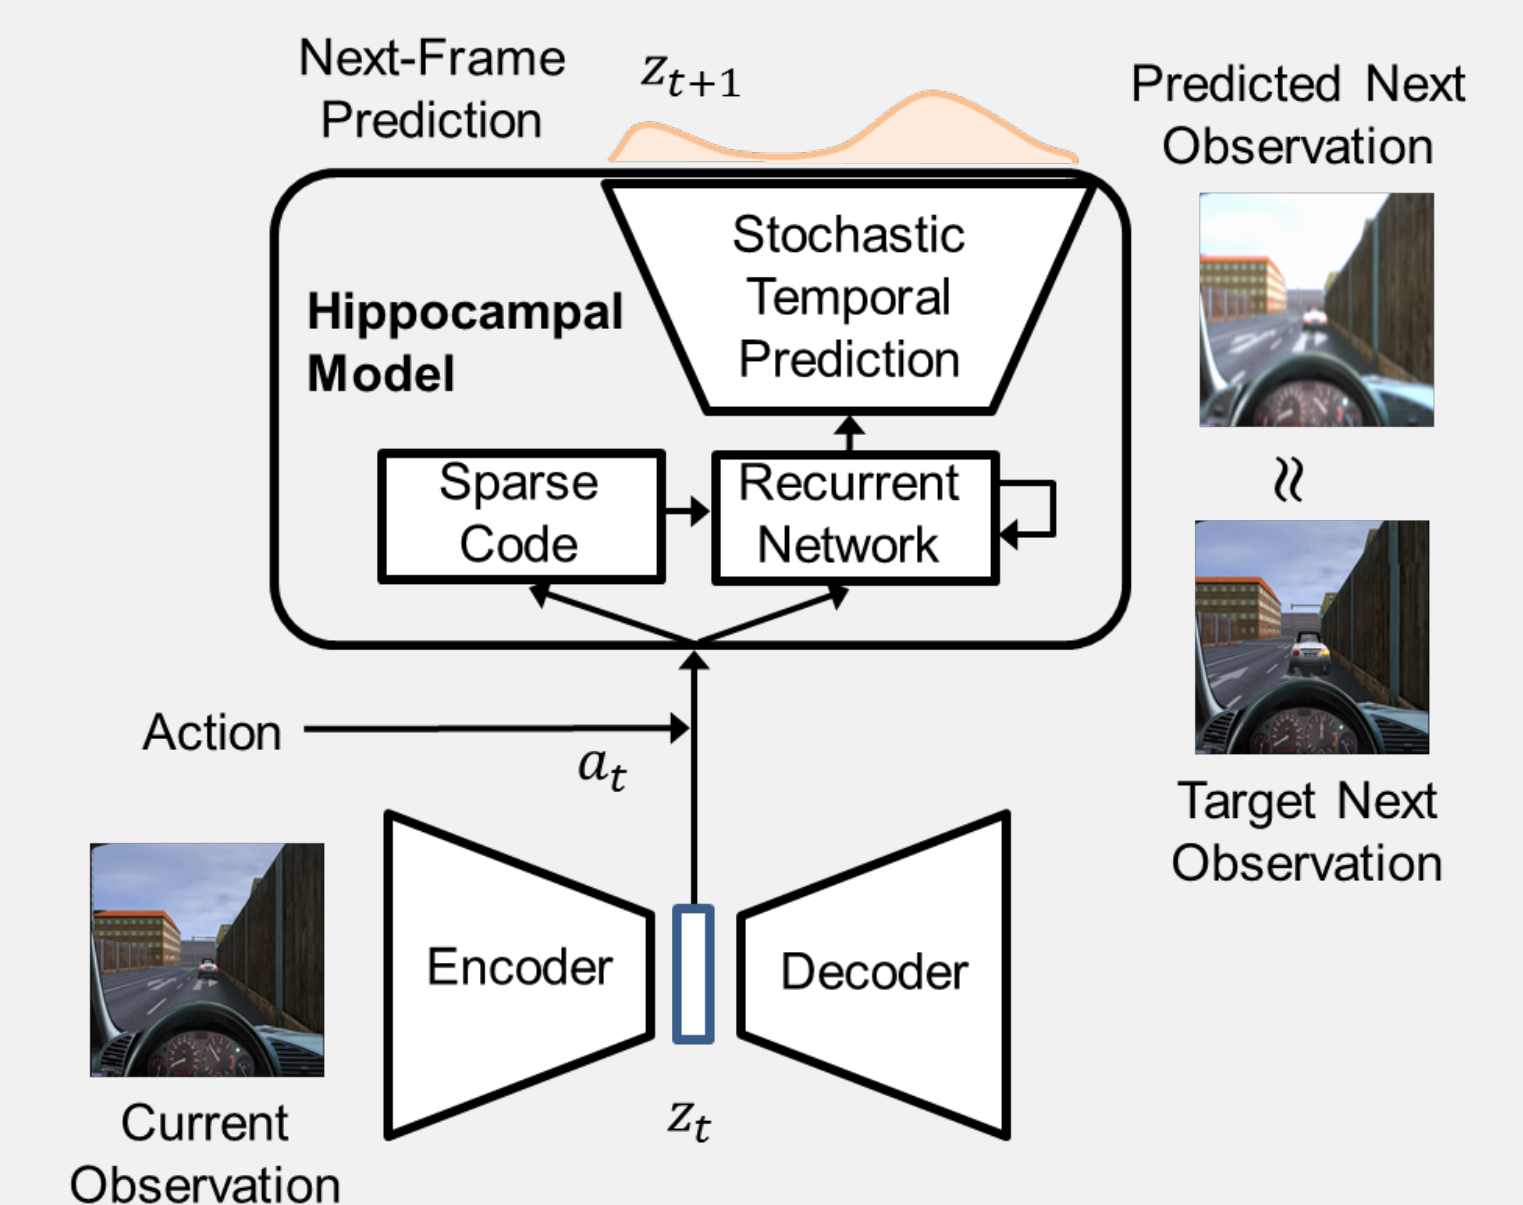 Next-Frame
Prediction
z_{t+1}
Predicted Next
Observation
Hippocampal
Model
Stochastic
Temporal
Prediction
Sparse
Code
Recurrent
Network
≈
Action
a_t
Target Next
Observation
Encoder
Decoder
z_t
Current
Observation